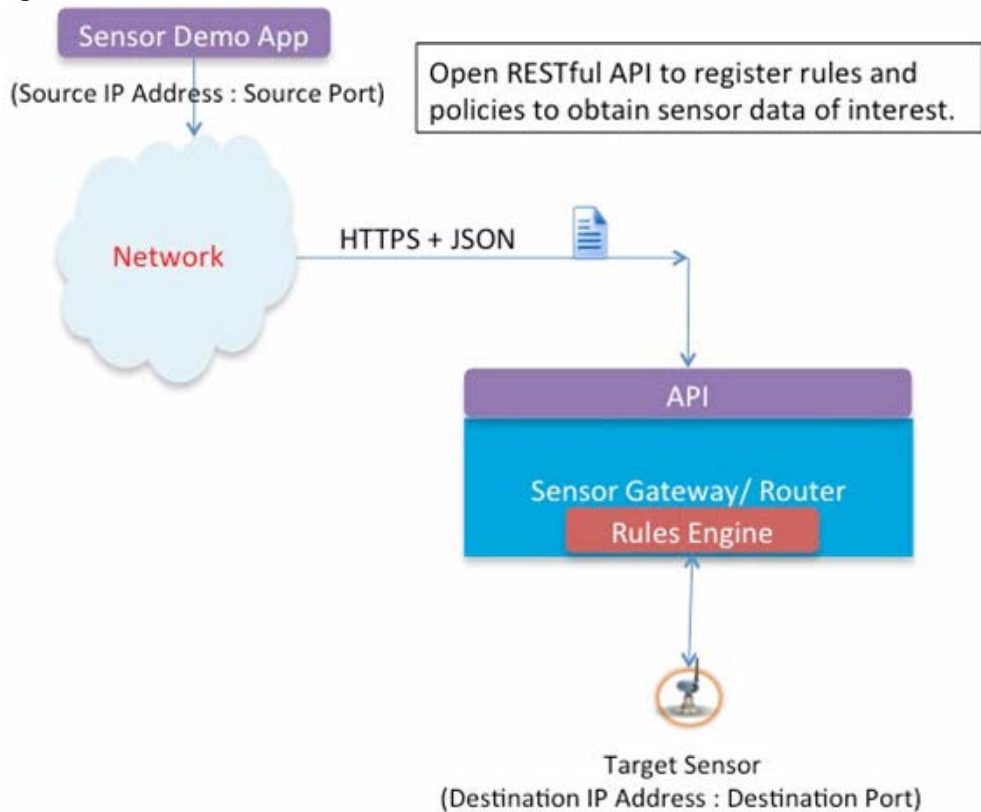 Sensor Demo App
(Source IP Address : Source Port)
Open RESTful API to register rules and
policies to obtain sensor data of interest.
Network
HTTPS + JSON
API
Sensor Gateway/ Router
Rules Engine
Target Sensor
(Destination IP Address : Destination Port)